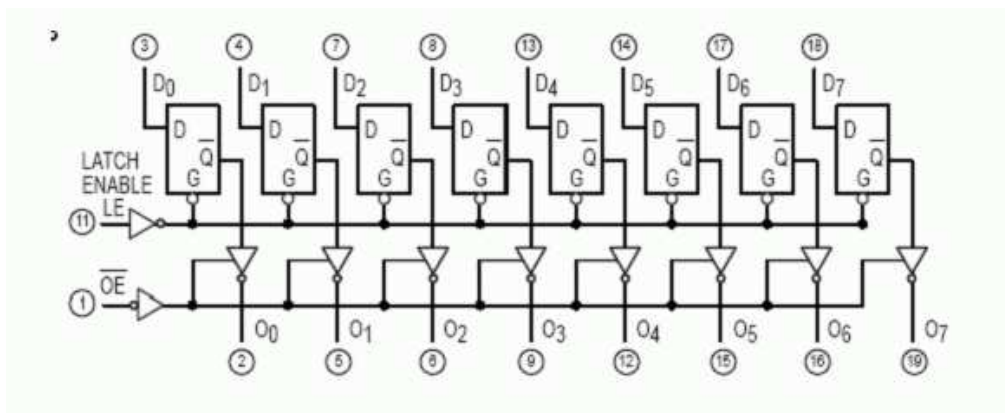 3 4 7 8 13 14 17 18
D0 D1 D2 D3 D4 D5 D6 D7
D D D D D D D D
Q Q Q Q Q Q Q Q
G G G G G G G G
LATCH
ENABLE
LE
11
OE
1
O0 O1 O2 O3 O4 O5 O6 O7
2 5 6 9 12 15 16 19